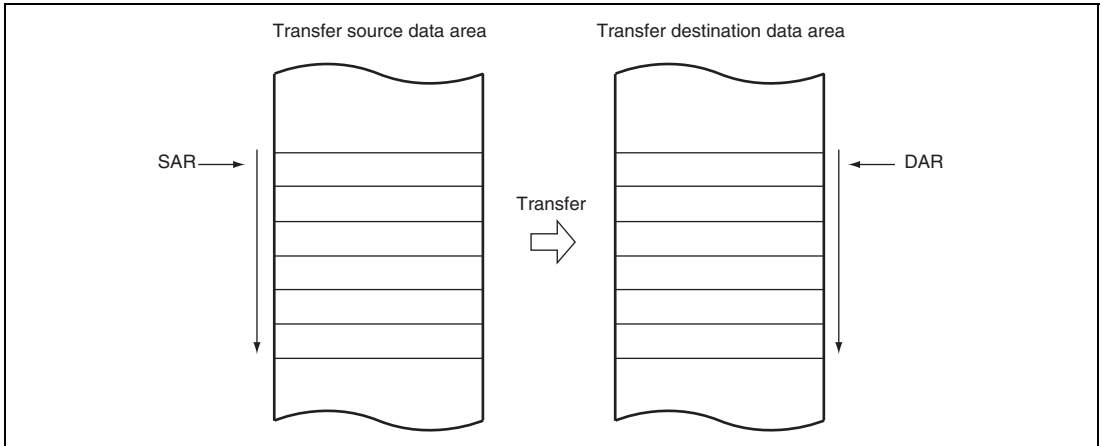 Transfer source data area
Transfer destination data area
SAR
DAR
Transfer